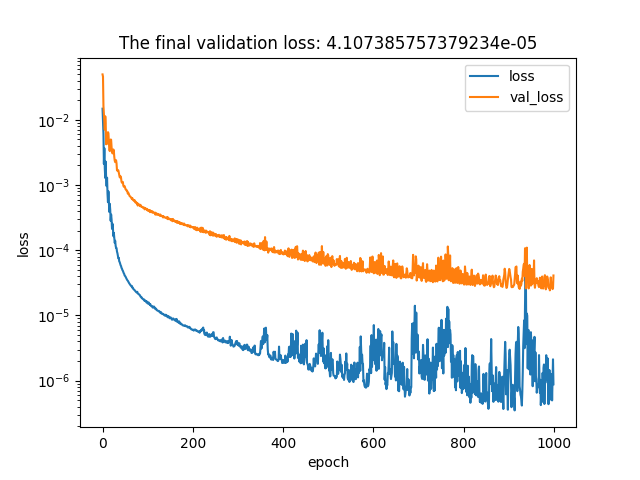 The final validation loss: 4.107385757379234e-05
loss
val_loss
10⁻²
10⁻³
10⁻⁴
10⁻⁵
10⁻⁶
loss
0 200 400 600 800 1000
epoch